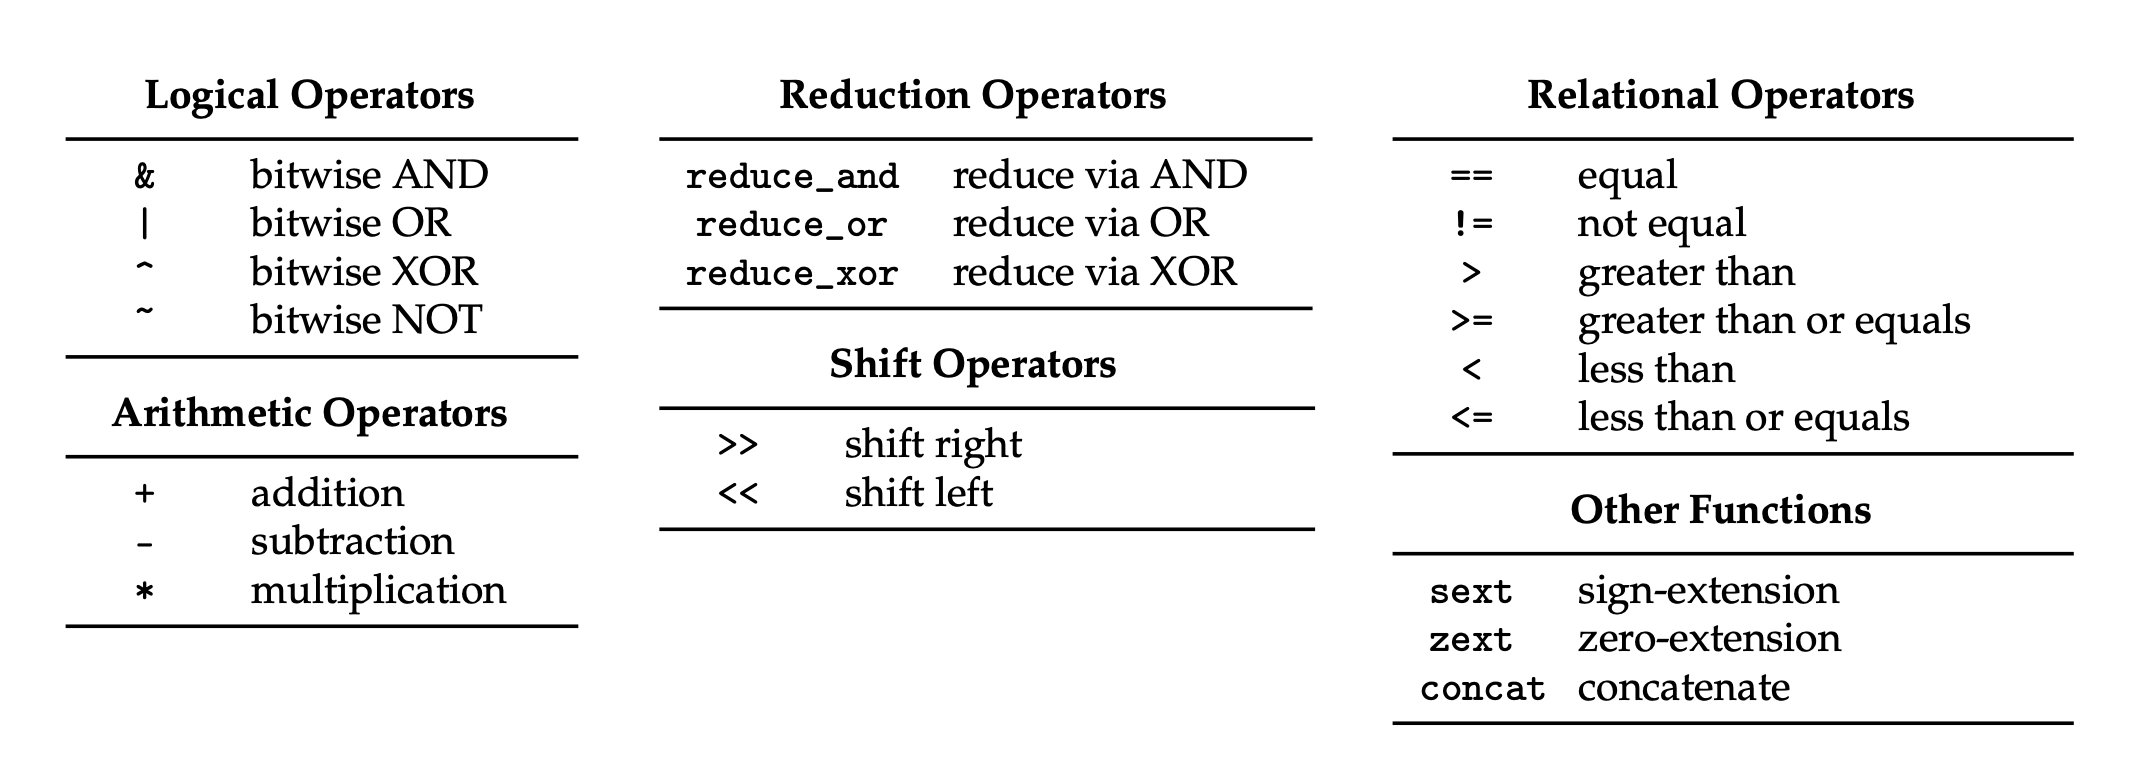 Logical Operators
& bitwise AND
| bitwise OR
^ bitwise XOR
~ bitwise NOT
Arithmetic Operators
+ addition
- subtraction
* multiplication
Reduction Operators
reduce_and reduce via AND
reduce_or reduce via OR
reduce_xor reduce via XOR
Shift Operators
>> shift right
<< shift left
Relational Operators
== equal
!= not equal
> greater than
>= greater than or equals
< less than
<= less than or equals
Other Functions
sext sign-extension
zext zero-extension
concat concatenate